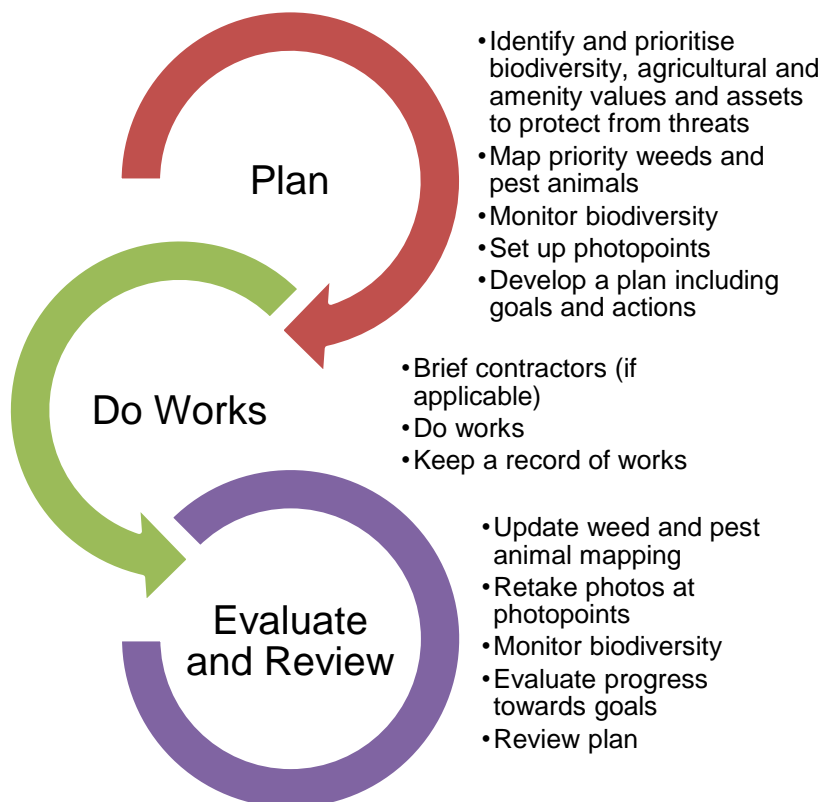 Plan
•Identify and prioritise
biodiversity, agricultural and
amenity values and assets
to protect from threats
•Map priority weeds and
pest animals
•Monitor biodiversity
•Set up photopoints
•Develop a plan including
goals and actions
Do Works
•Brief contractors (if
applicable)
•Do works
•Keep a record of works
Evaluate
and Review
•Update weed and pest
animal mapping
•Retake photos at
photopoints
•Monitor biodiversity
•Evaluate progress
towards goals
•Review plan